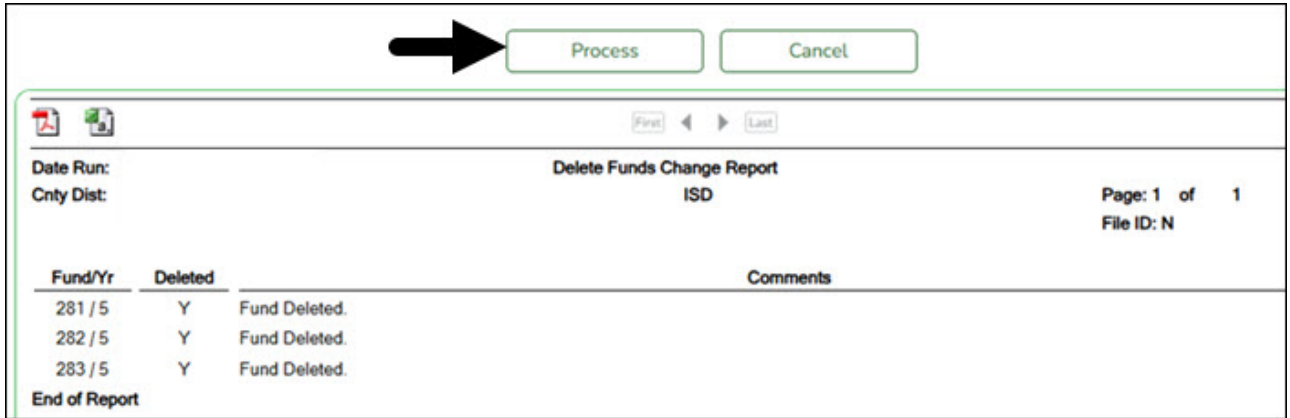 Process Cancel
First Last
Date Run: Delete Funds Change Report
Cnty Dist: ISD Page: 1 of 1
File ID: N
Fund/Yr Deleted Comments
281 / 5 Y Fund Deleted.
282 / 5 Y Fund Deleted.
283 / 5 Y Fund Deleted.
End of Report